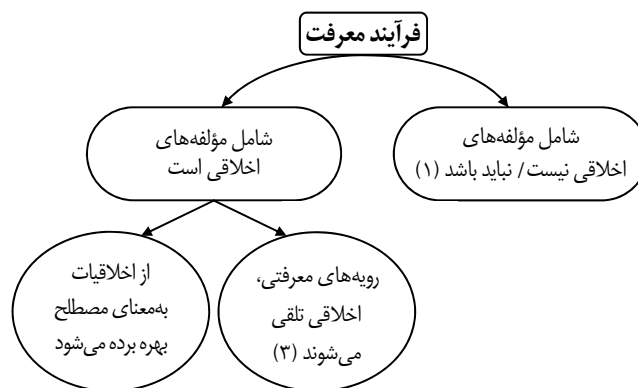 فرآیند معرفت
شامل مؤلفه‌های
اخلاقی نیست/ نباید باشد (۱)
شامل مؤلفه‌های
اخلاقی است
رویه‌های معرفتی،
اخلاقی تلقی
می‌شوند (۳)
از اخلاقیات
به‌معنای مصطلح
بهره برده می‌شود